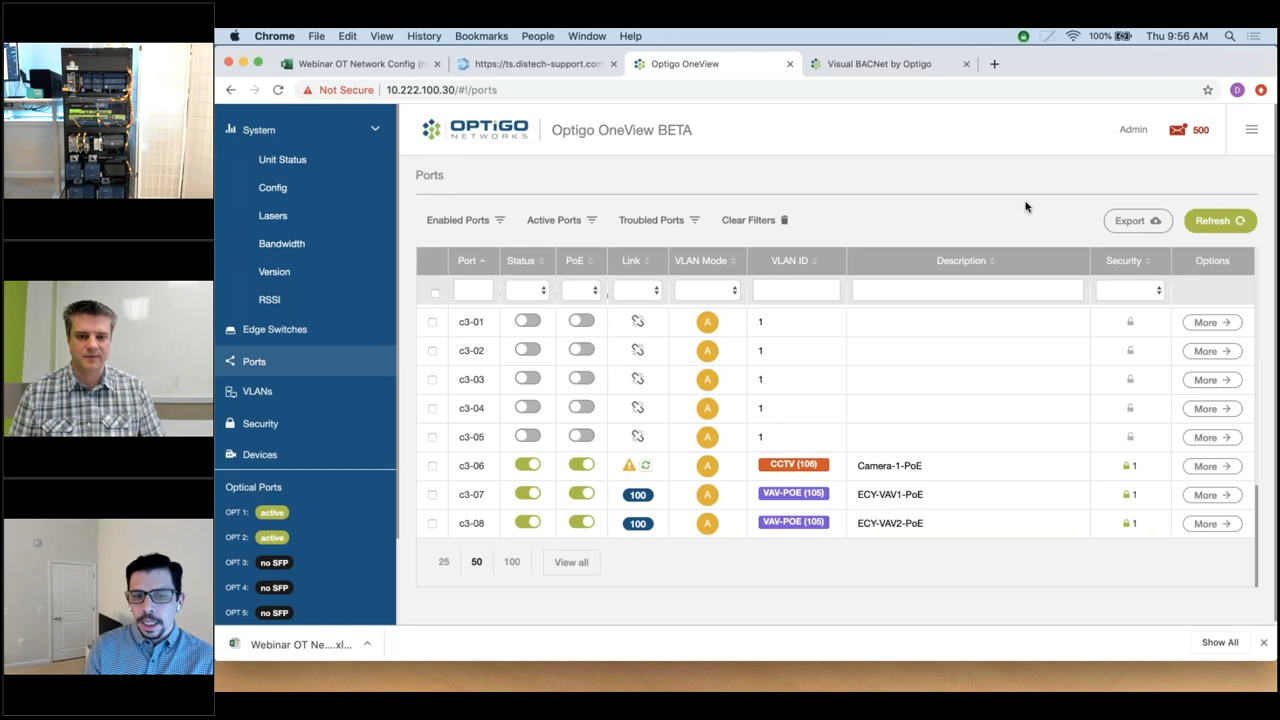 Chrome File Edit View History Bookmarks People Window Help 100% Thu 9:56 AM
Webinar OT Network Config (r https://ts.distech-support.com: Optigo OneView Visual BACNet by Optigo
Not Secure 10.222.100.30/#!/ports D
System
Unit Status
Config
Lasers
Bandwidth
Version
RSSI
Edge Switches
Ports
VLANs
Security
Devices
Optical Ports
OPT 1: active
OPT 2: active
OPT 3: no SFP
OPT 4: no SFP
OPT 5: no SFP
OPTIGO NETWORKS Optigo OneView BETA Admin 500
Ports
Enabled Ports Active Ports Troubled Ports Clear Filters Export Refresh
Port Status PoE Link VLAN Mode VLAN ID Description Security Options
c3-01 A 1 More →
c3-02 A 1 More →
c3-03 A 1 More →
c3-04 A 1 More →
c3-05 A 1 More →
c3-06 A CCTV (106) Camera-1-PoE 1 More →
c3-07 100 A VAV-POE (105) ECY-VAV1-PoE 1 More →
c3-08 100 A VAV-POE (105) ECY-VAV2-PoE 1 More →
25 50 100 View all
Webinar OT Ne....xl... Show All